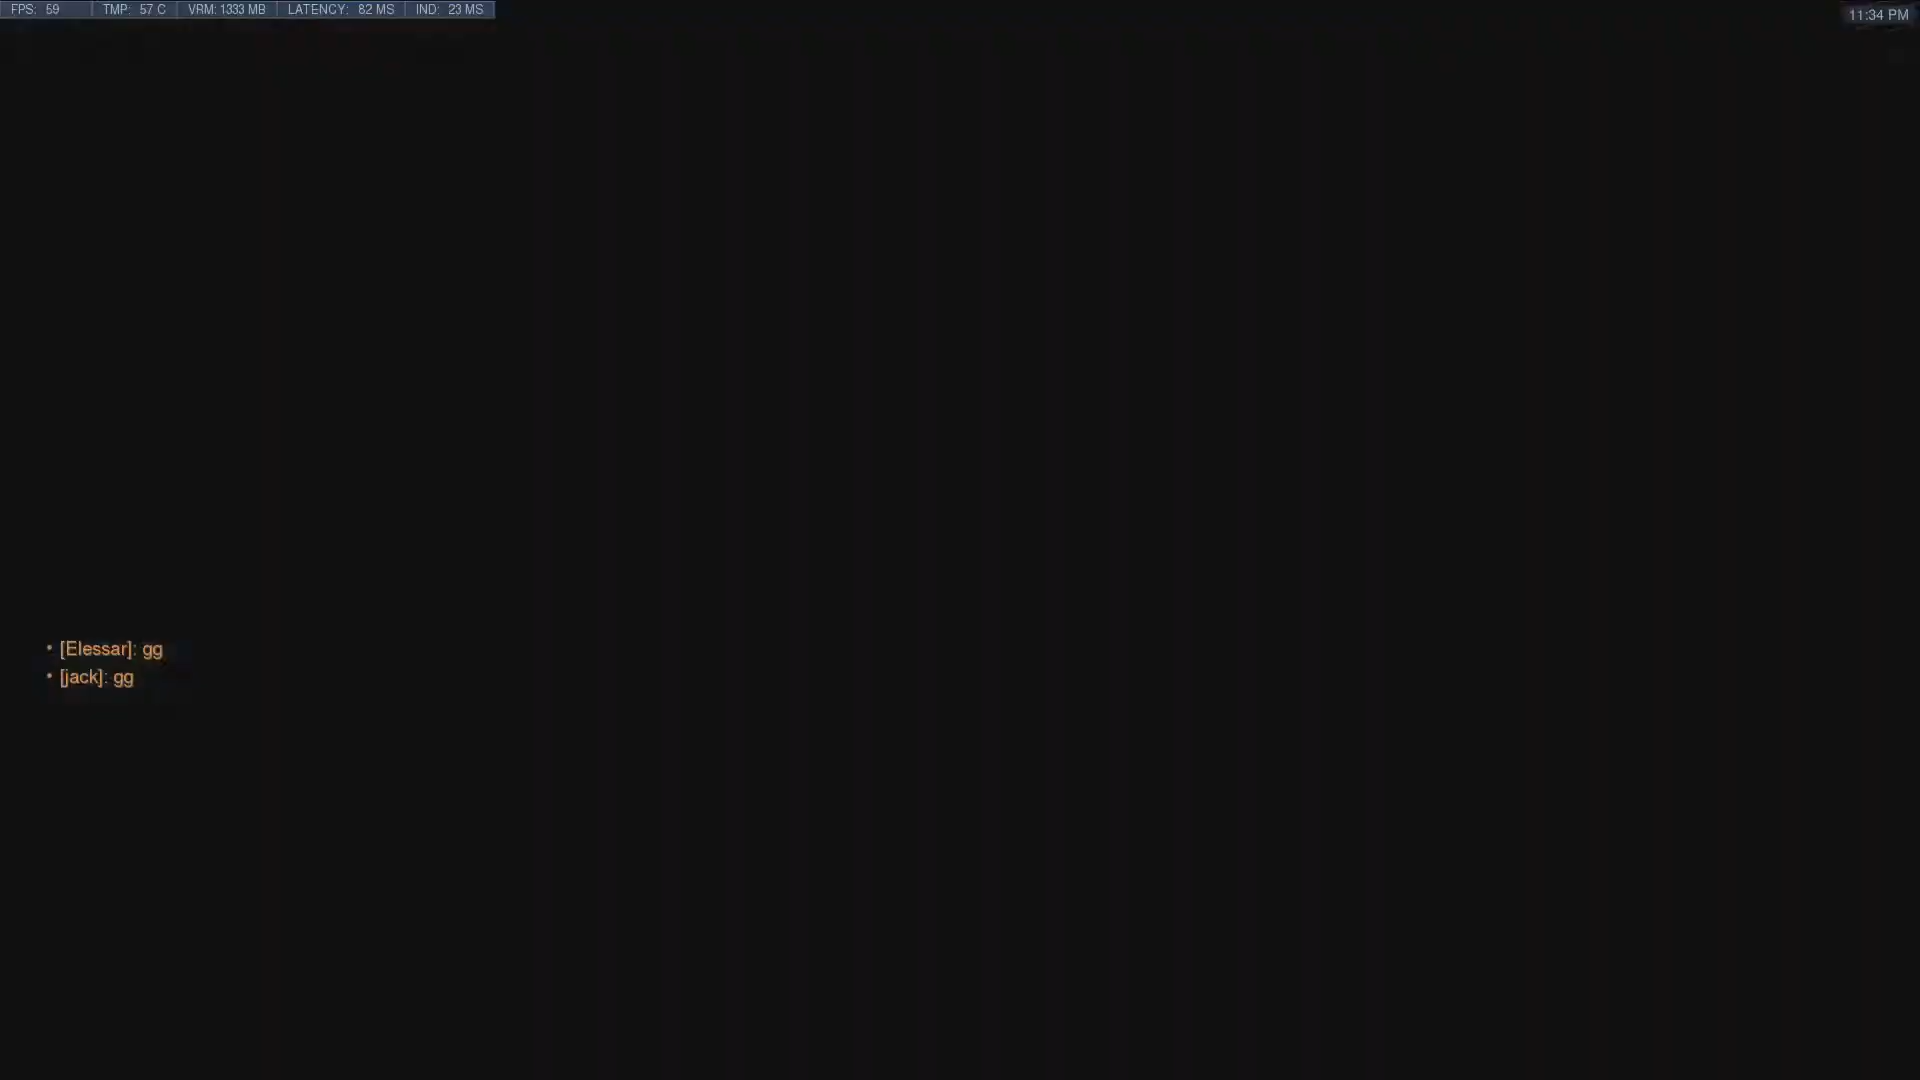 FPS: 59 TMP: 57 C VRM: 1333 MB LATENCY: 82 MS IND: 23 MS
11:34 PM
• [Elessar]: gg
• [jack]: gg